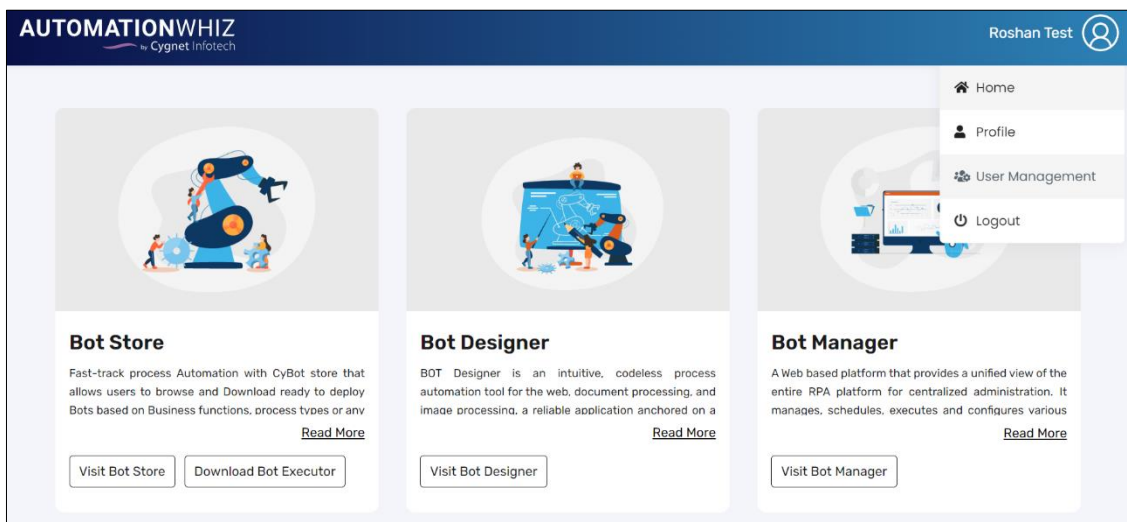 AUTOMATIONWHIZ
by Cygnet Infotech
Roshan Test
Home
Profile
User Management
Logout
Bot Store
Fast-track process Automation with CyBot store that
allows users to browse and Download ready to deploy
Bots based on Business functions, process types or any
Read More
Visit Bot Store
Download Bot Executor
Bot Designer
BOT Designer is an intuitive, codeless process
automation tool for the web, document processing, and
image processing, a reliable application anchored on a
Read More
Visit Bot Designer
Bot Manager
A Web based platform that provides a unified view of the
entire RPA platform for centralized administration. It
manages, schedules, executes and configures various
Read More
Visit Bot Manager